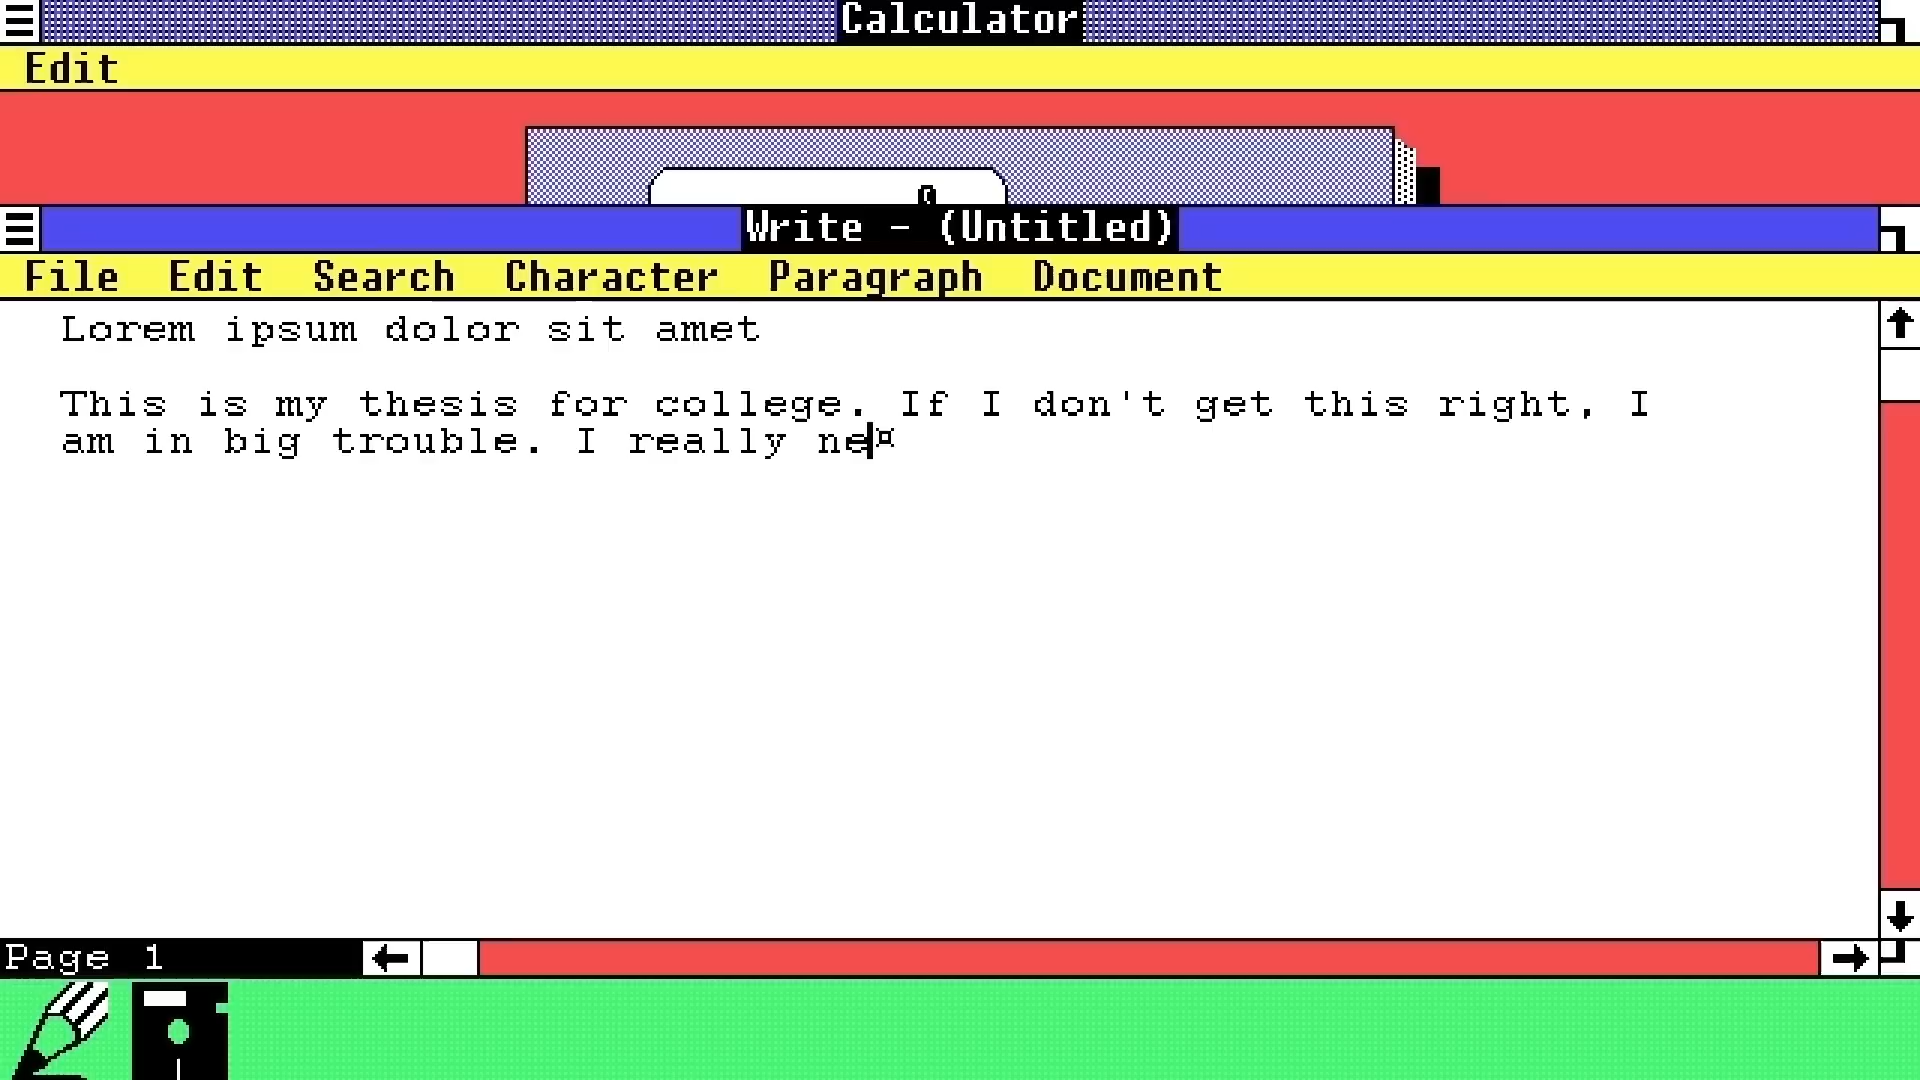 Calculator
Edit
Write - (Untitled)
File Edit Search Character Paragraph Document
Lorem ipsum dolor sit amet
This is my thesis for college. If I don't get this right, I
am in big trouble. I really ne¤
Page 1